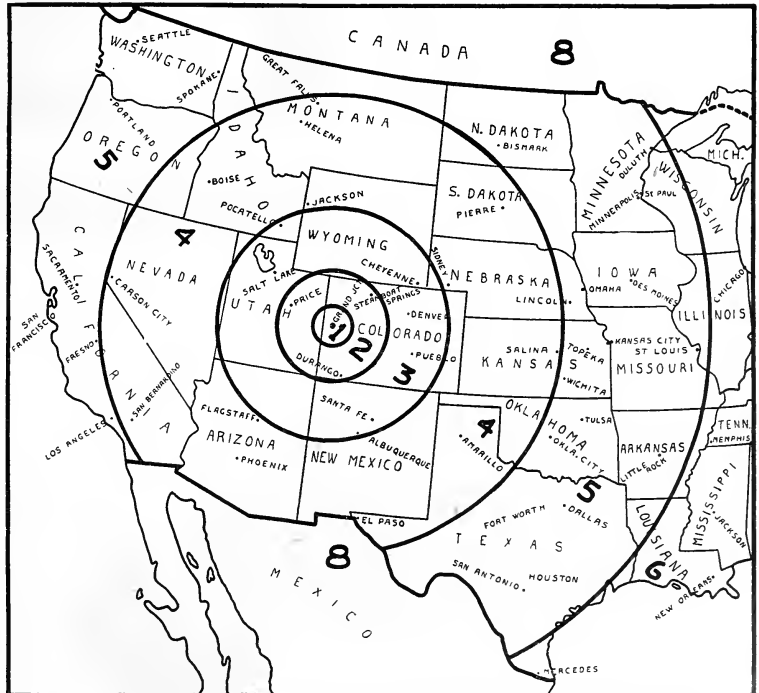 CANADA
8
SEATTLE
WASHINGTON
SPOKANE
GREAT FALLS
MONTANA
HELENA
N. DAKOTA
BISMARK
MINNESOTA
DULUTH
MICH.
PORTLAND
OREGON
5
IDAHO
BOISE
POCATELLO
JACKSON
S. DAKOTA
PIERRE
MINNEAPOLIS
ST PAUL
WISCONSIN
4
WYOMING
CHEYENNE
SIDNEY
NEBRASKA
LINCOLN
IOWA
OMAHA
DES MOINES
CHICAGO
ILLINOIS
CALIFORNIA
SACRAMENTO
NEVADA
CARSON CITY
SALT LAKE
UTAH
PRICE
GRAND JCT
STEAMBOAT
SPRINGS
DENVE
COLORADO
1
2
PUEBLO
3
DURANGO
SAN
FRANCISC
FRESNO
SAN BERNARDINO
LOS ANGELES
SALINA
TOPEKA
KANSAS
WICHITA
KANSAS CITY
ST LOUIS
MISSOURI
FLAGSTAFF
ARIZONA
PHOENIX
SANTA FE
ALBUQUERQUE
NEW MEXICO
4
AMARILLO
OKLAHOMA
TULSA
OKLA. CITY
ARKANSAS
LITTLE
ROCK
TENN.
MEMPHIS
MISSISSIPPI
JACKSON
EL PASO
8
MEXICO
5
FORT WORTH
DALLAS
TEXAS
SAN ANTONIO
HOUSTON
LOUISIANA
6
NEW ORLEANS
MERCEDES